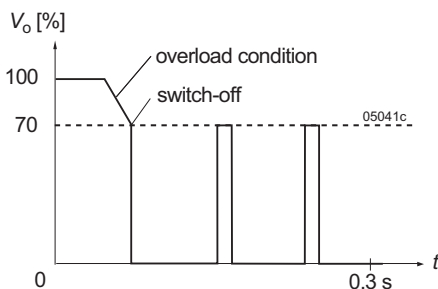 Vo [%]
overload condition
100
switch-off
70
05041c
t
0
0.3 s